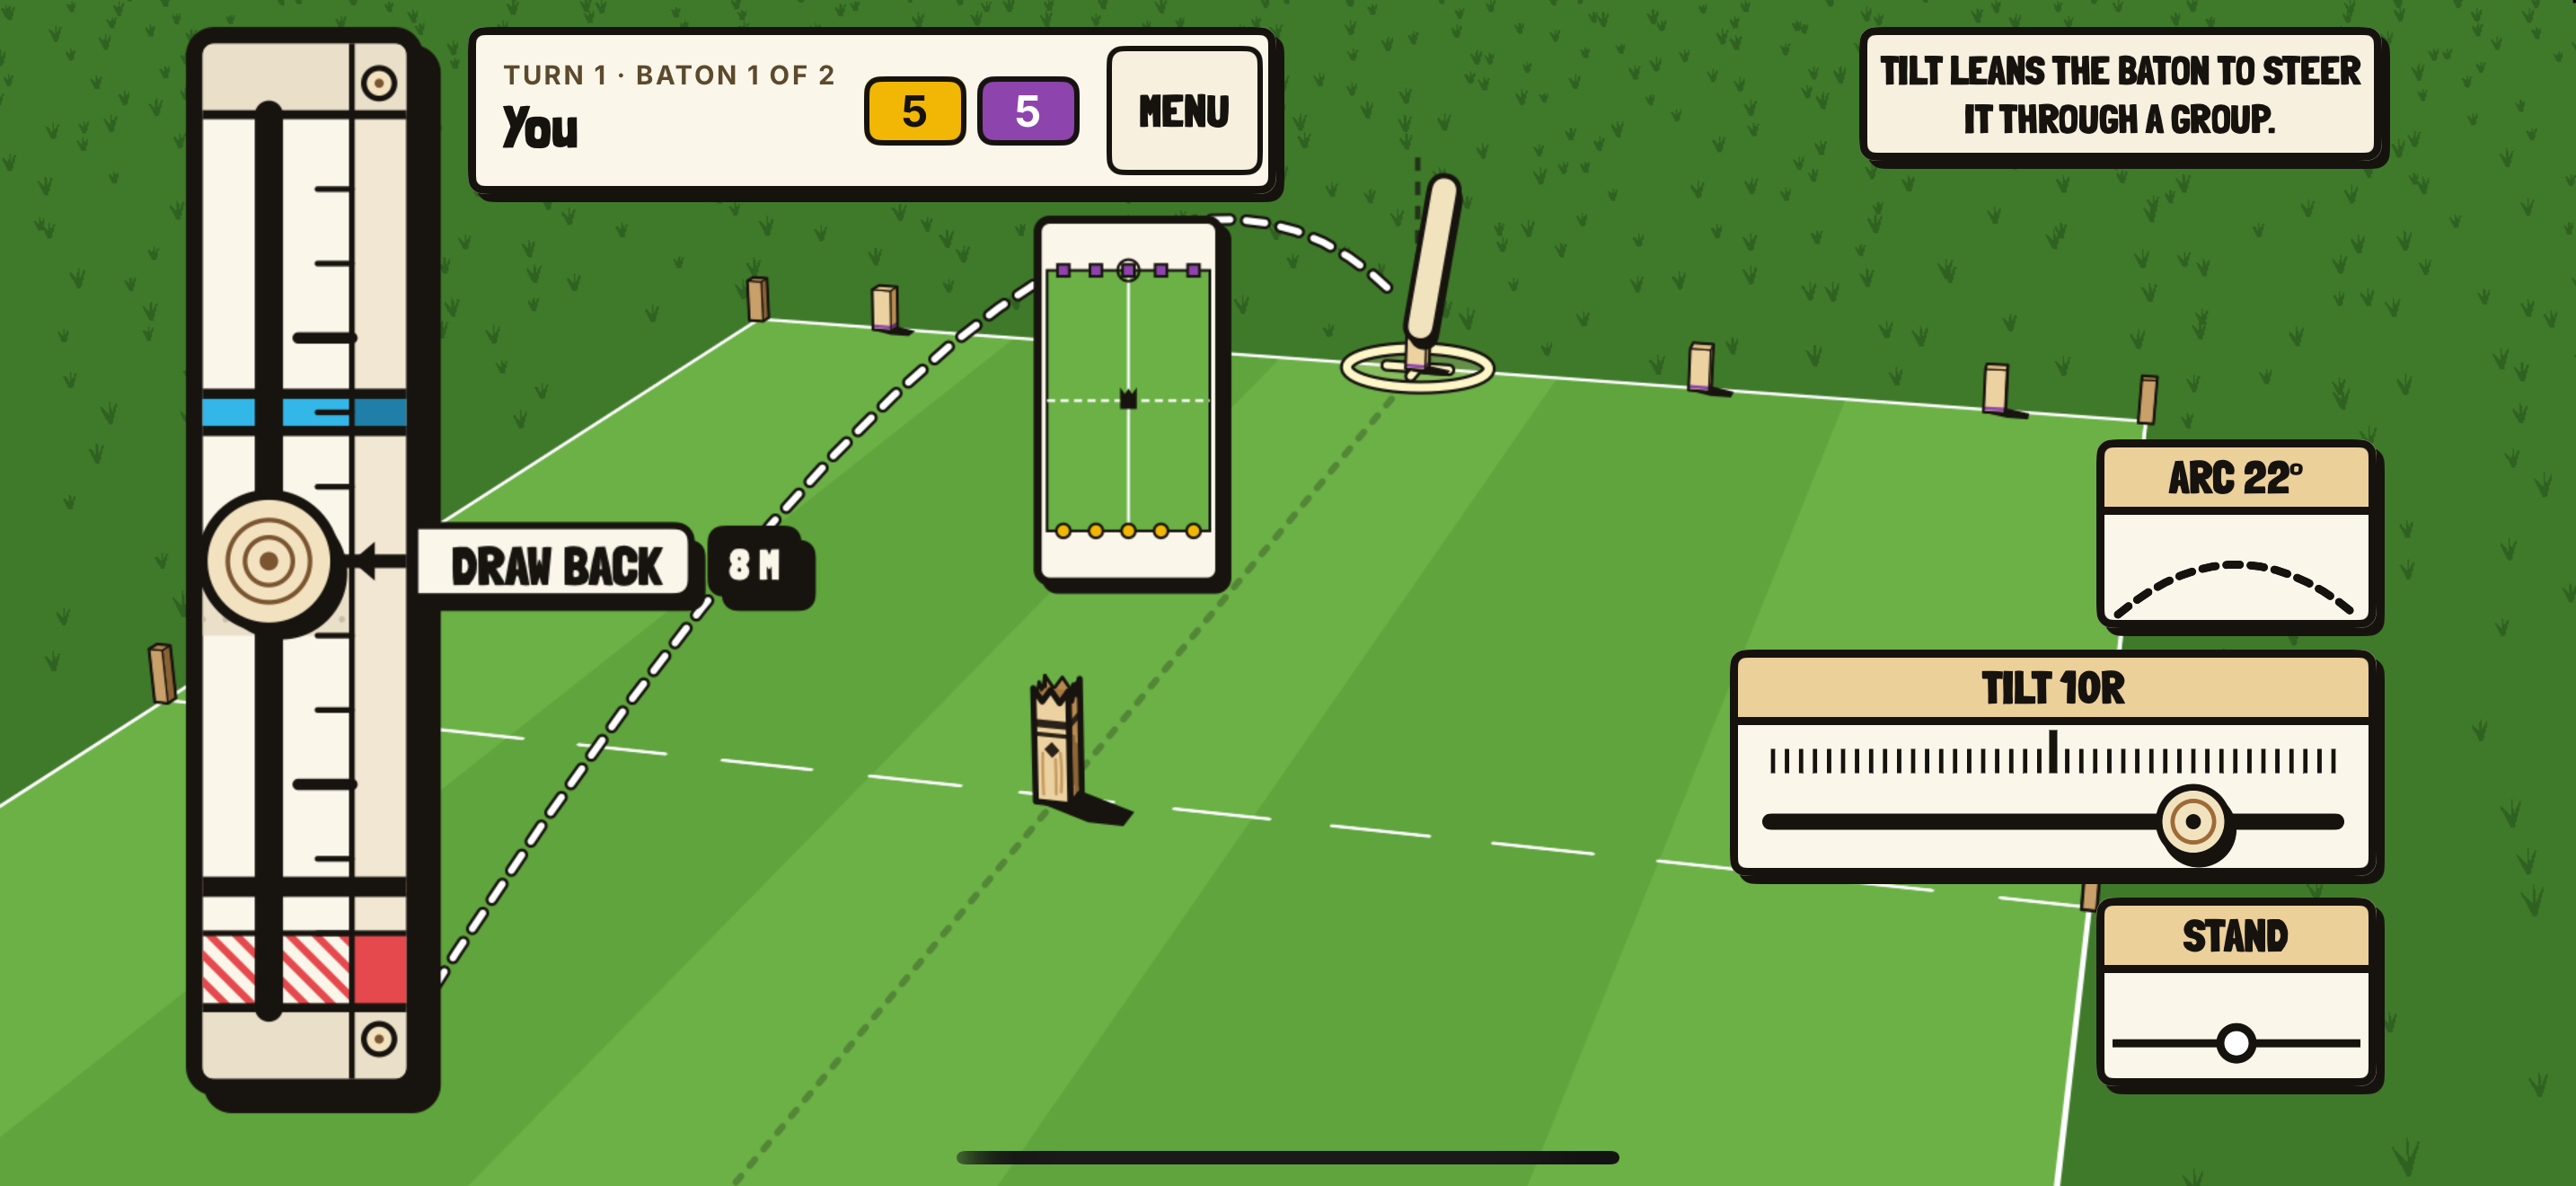 TURN 1 · BATON 1 OF 2
You
5
5
MENU
TILT LEANS THE BATON TO STEER
IT THROUGH A GROUP.
ARC 22°
DRAW BACK
8 M
TILT 10R
STAND